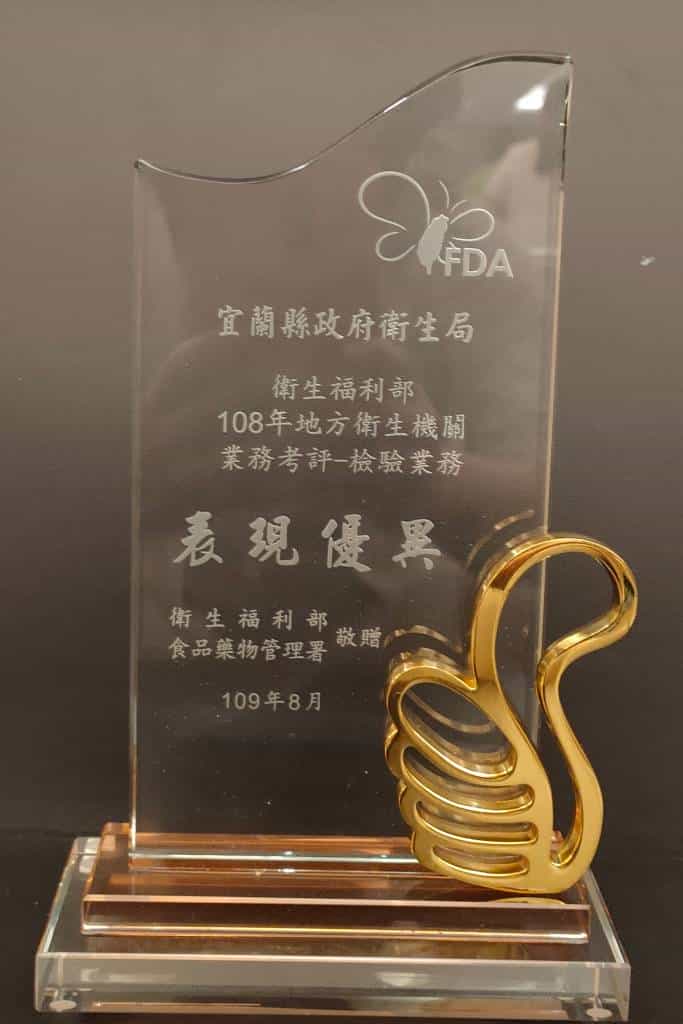 FDA
宜蘭縣政府衛生局
衛生福利部
108年地方衛生機關
業務考評-檢驗業務
表現優異
衛生福利部
食品藥物管理署 敬贈
109年8月